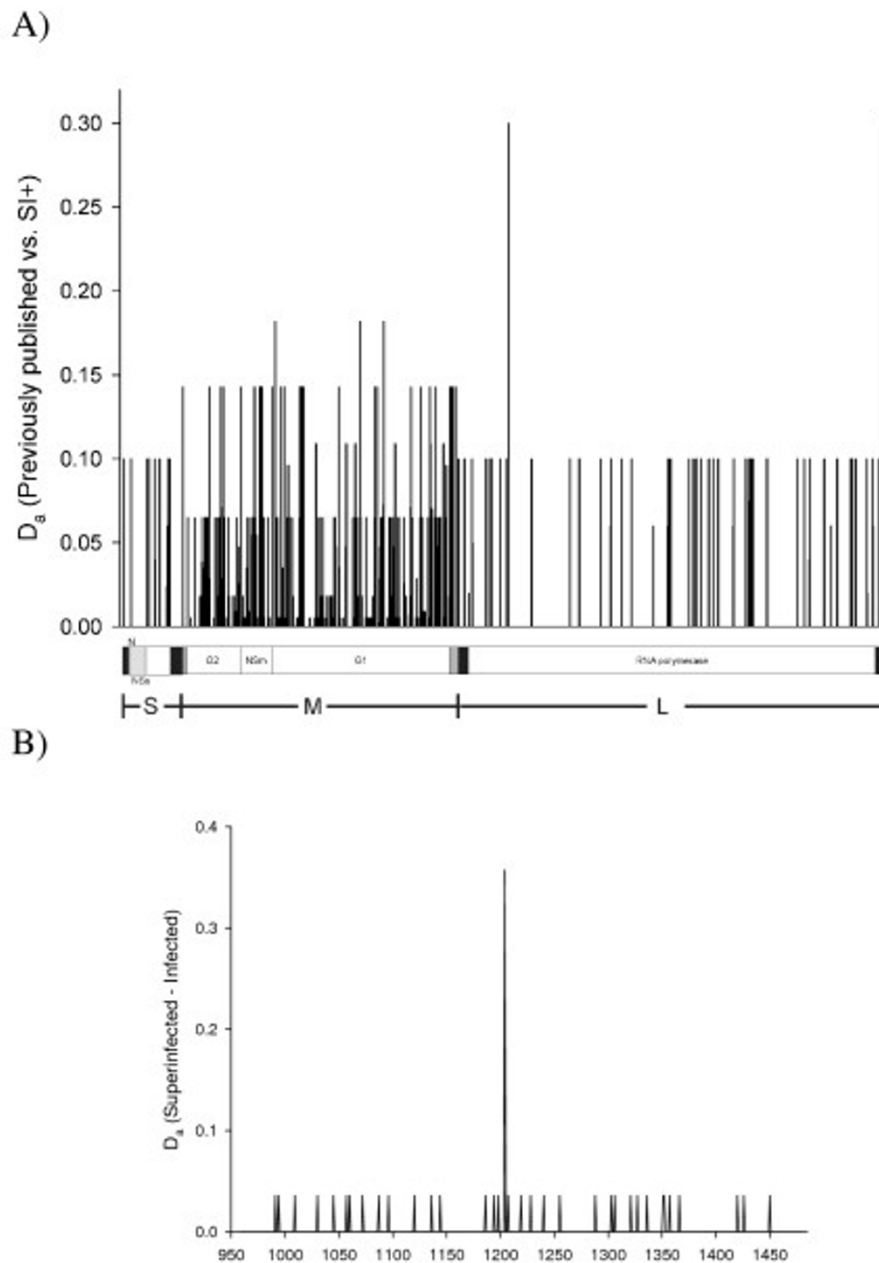 A)
D_a (Previously published vs. SI+)
0.30
0.25
0.20
0.15
0.10
0.05
0.00
N
G2 NSm G1 RNA polymerase
NSs
S M L
B)
D_a (Superinfected - Infected)
0.4
0.3
0.2
0.1
0.0
950 1000 1050 1100 1150 1200 1250 1300 1350 1400 1450